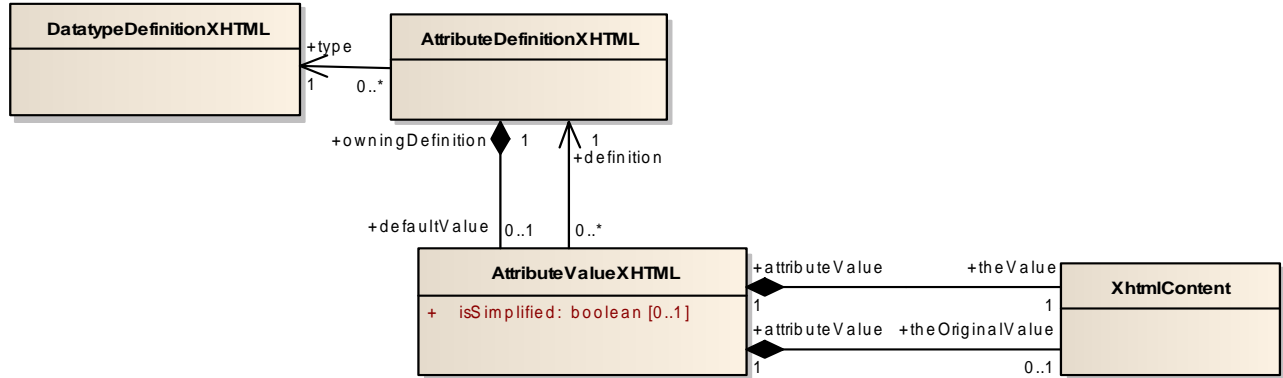 DatatypeDefinitionXHTML
AttributeDefinitionXHTML
+type
1
0..*
+owningDefinition
1
1
+definition
+defaultValue
0..1
0..*
AttributeValueXHTML
+ isSimplified: boolean [0..1]
+attributeValue
+theValue
1
1
+attributeValue
+theOriginalValue
1
0..1
XhtmlContent